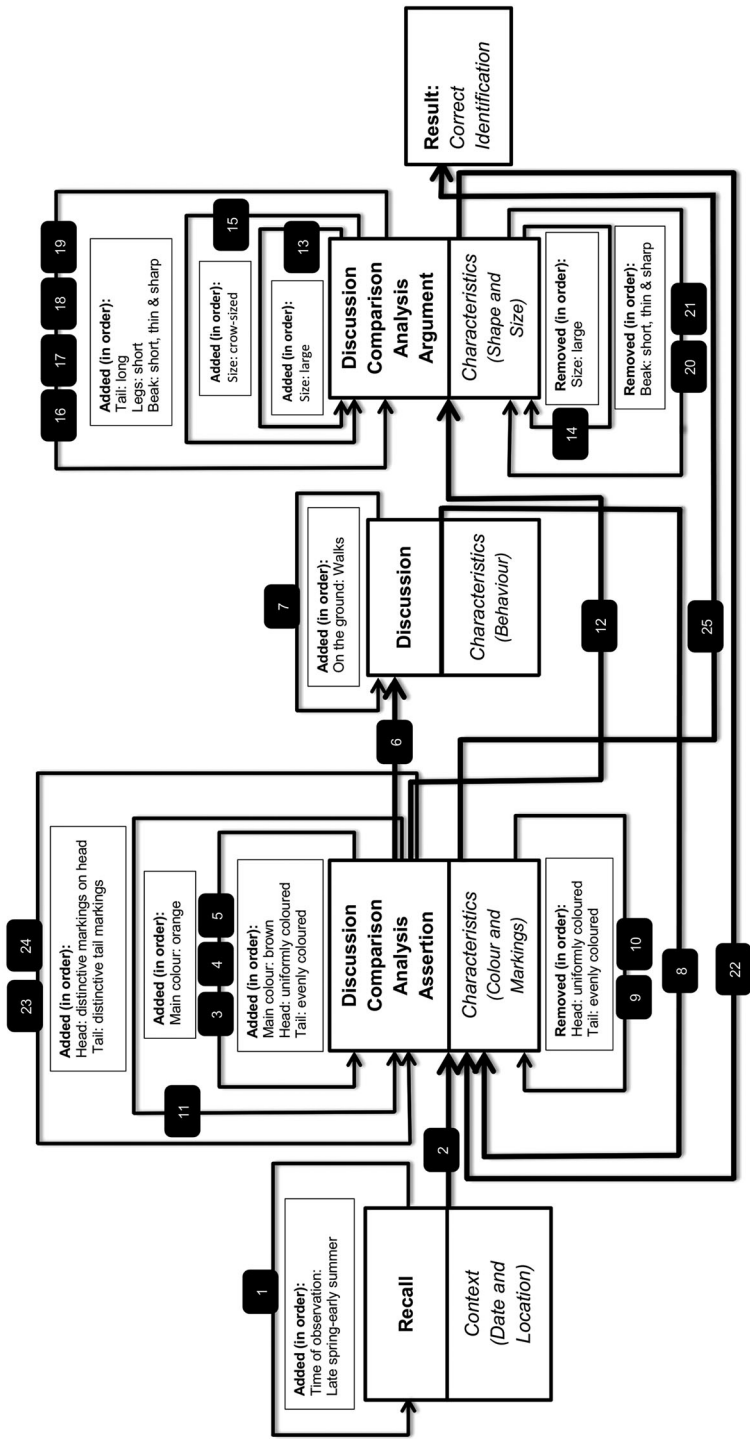 1
Added (in order):
Time of observation:
Late spring-early summer
Recall
Context
(Date and
Location)
2
23
24
Added (in order):
Head: distinctive markings on head
Tail: distinctive tail markings
11
Added (in order):
Main colour: orange
3
4
5
Added (in order):
Main colour: brown
Head: uniformly coloured
Tail: evenly coloured
Discussion
Comparison
Analysis
Assertion
Characteristics
(Colour and
Markings)
Removed (in order):
Head: uniformly coloured
Tail: evenly coloured
9
10
6
7
Added (in order):
On the ground: Walks
Discussion
Characteristics
(Behaviour)
8
12
16
17
18
19
Added (in order):
Tail: long
Legs: short
Beak: short, thin & sharp
15
Added (in order):
Size: crow-sized
13
Added (in order):
Size: large
Discussion
Comparison
Analysis
Argument
Characteristics
(Shape and
Size)
Removed (in order):
Size: large
14
Removed (in order):
Beak: short, thin & sharp
20
21
22
25
Result:
Correct
Identification